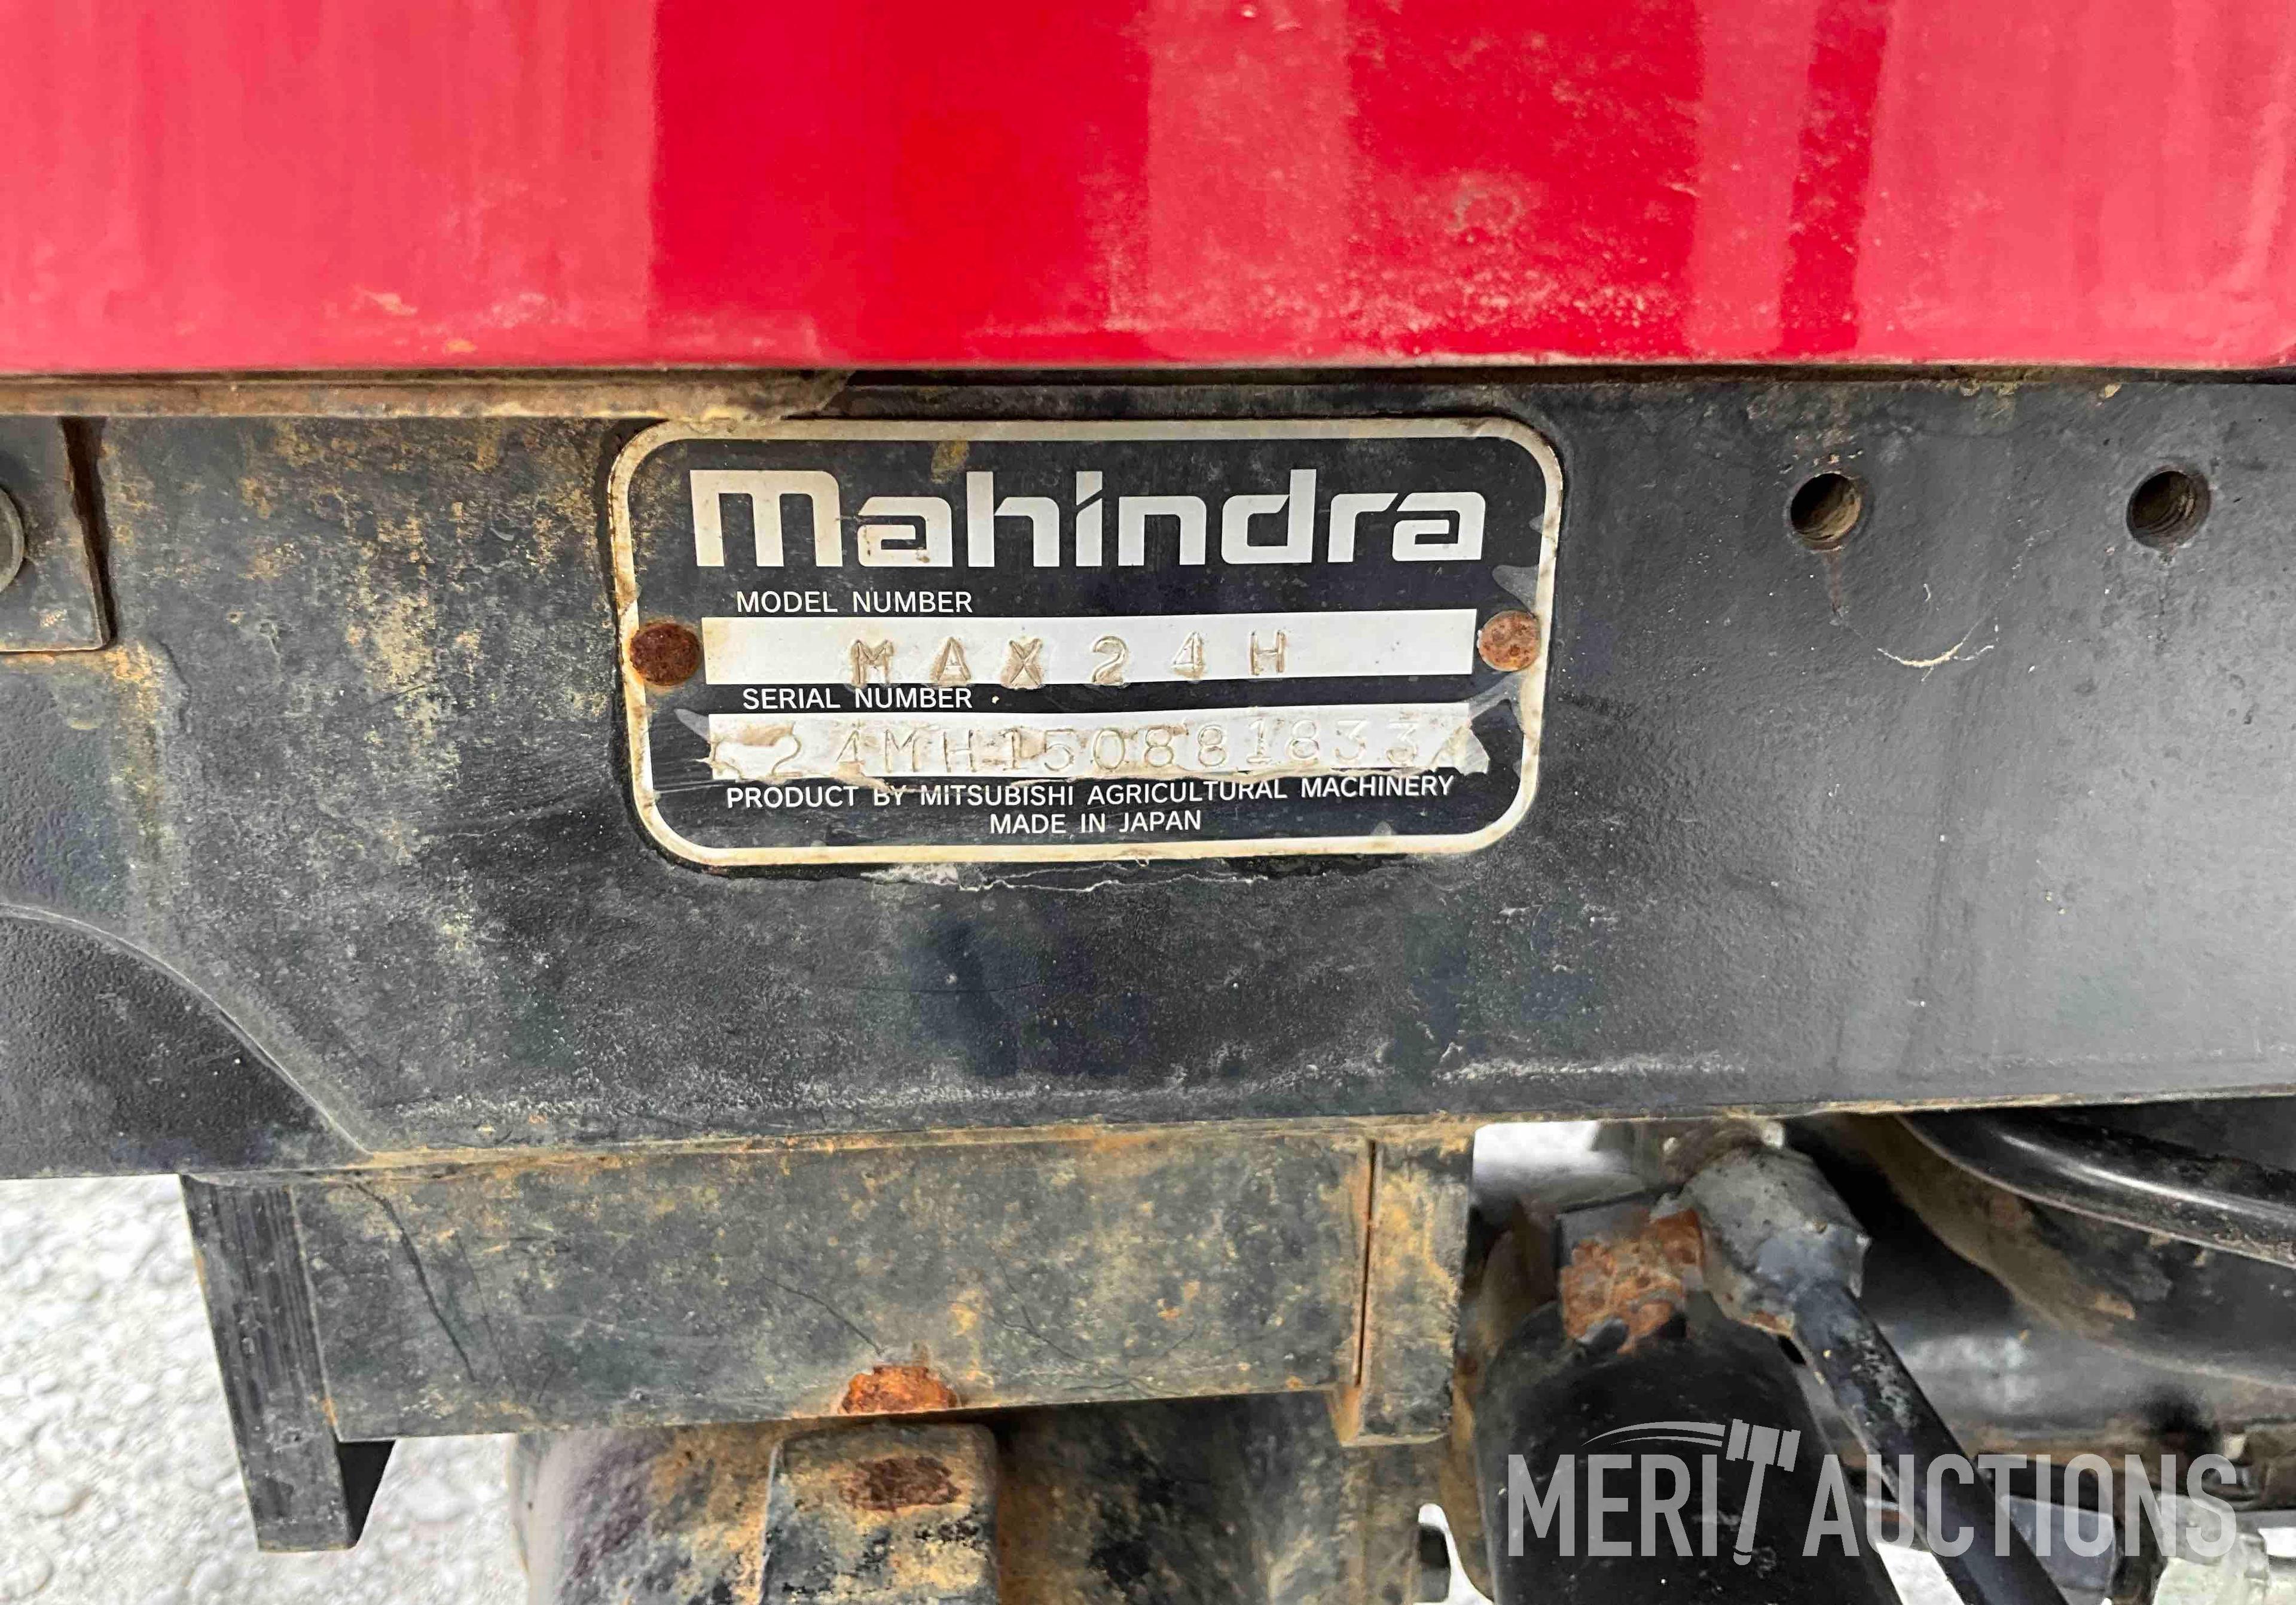 mahindra
MODEL NUMBER
MAX24H
SERIAL NUMBER
24MH150881833
PRODUCT BY MITSUBISHI AGRICULTURAL MACHINERY
MADE IN JAPAN
MERIT AUCTIONS